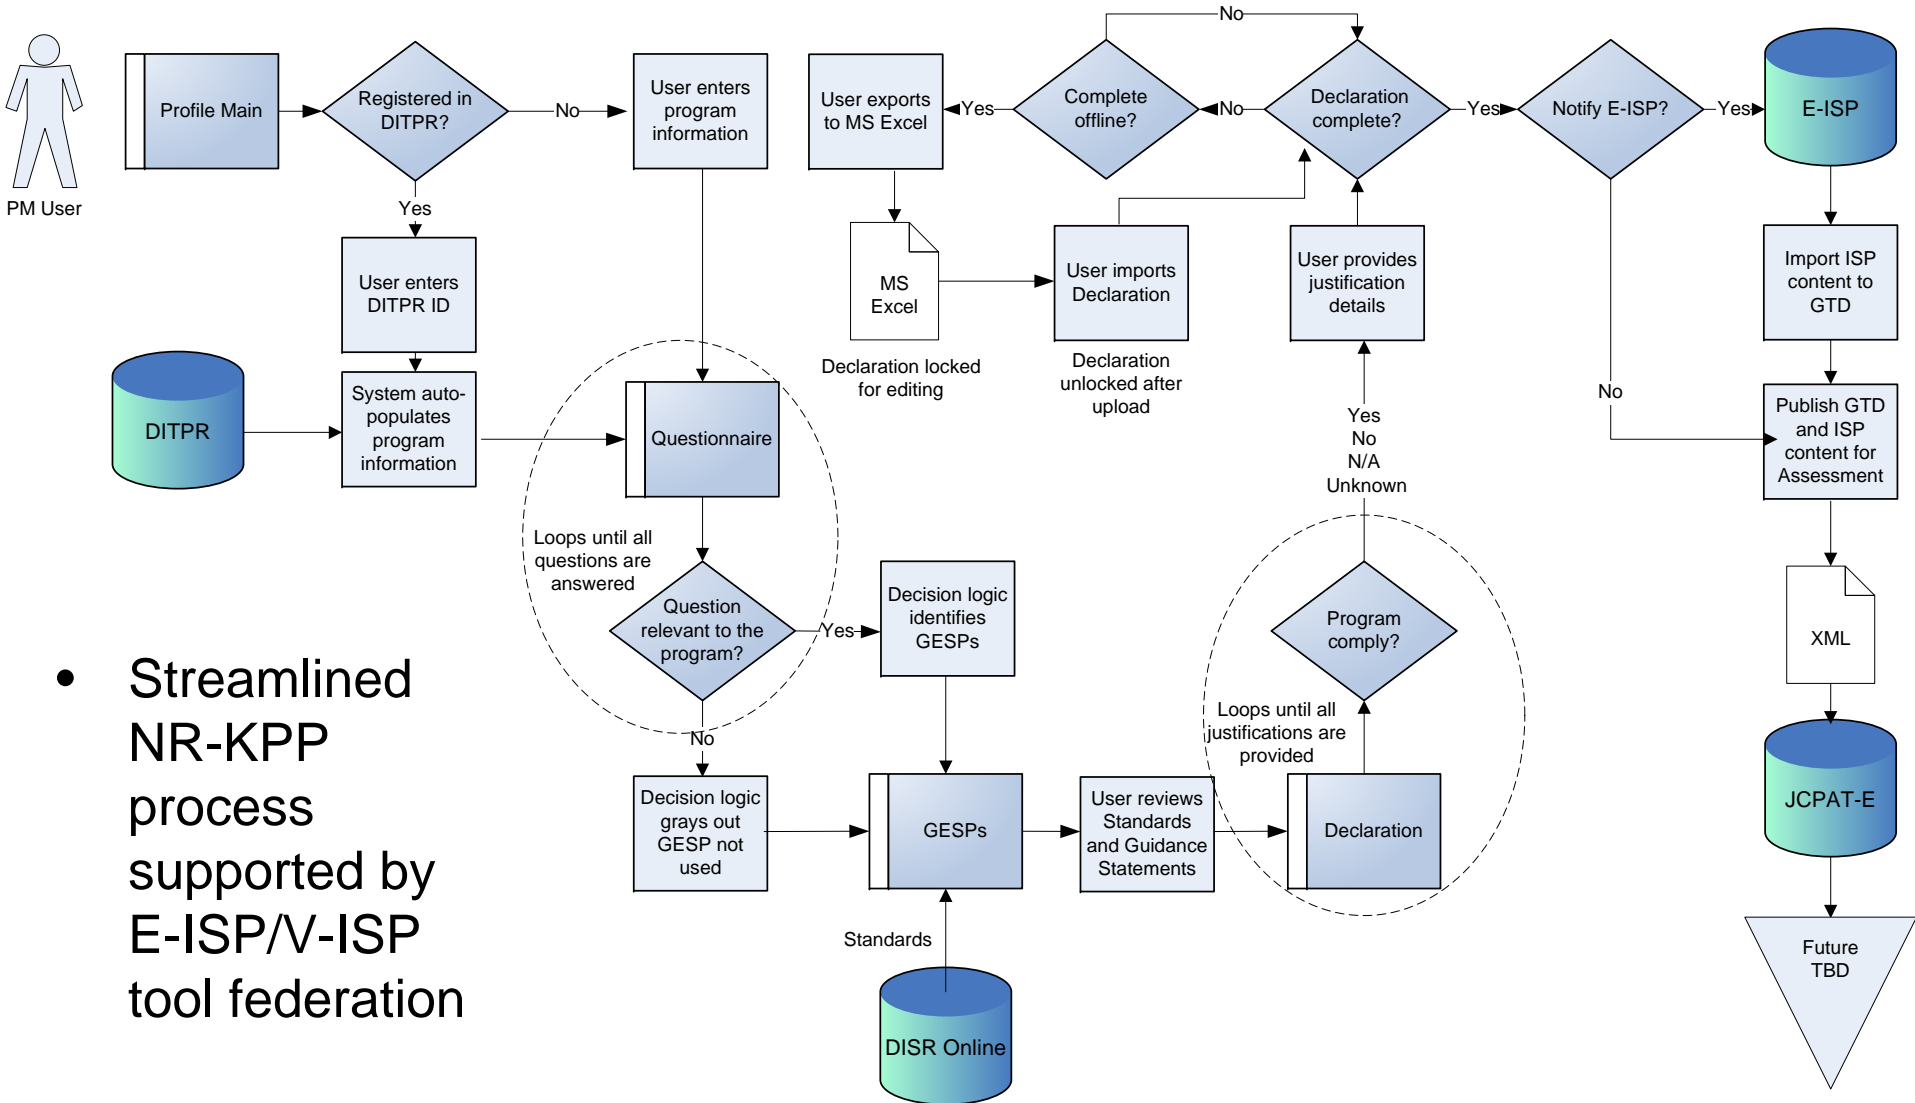 PM User
Profile Main
Registered in
DITPR?
No
User enters
program
information
Yes
User enters
DITPR ID
DITPR
System auto-
populates
program
information
Questionnaire
Loops until all
questions are
answered
Question
relevant to the
program?
Yes
Decision logic
identifies
GESPs
No
Decision logic
grays out
GESP not
used
GESPs
Standards
DISR Online
User reviews
Standards
and Guidance
Statements
Declaration
Loops until all
justifications are
provided
Program
comply?
Yes
No
N/A
Unknown
User provides
justification
details
Declaration
complete?
No
Complete
offline?
No
Yes
User exports
to MS Excel
MS
Excel
Declaration locked
for editing
User imports
Declaration
Declaration
unlocked after
upload
Yes
Notify E-ISP?
Yes
No
E-ISP
Import ISP
content to
GTD
Publish GTD
and ISP
content for
Assessment
XML
JCPAT-E
Future
TBD
• Streamlined
NR-KPP
process
supported by
E-ISP/V-ISP
tool federation